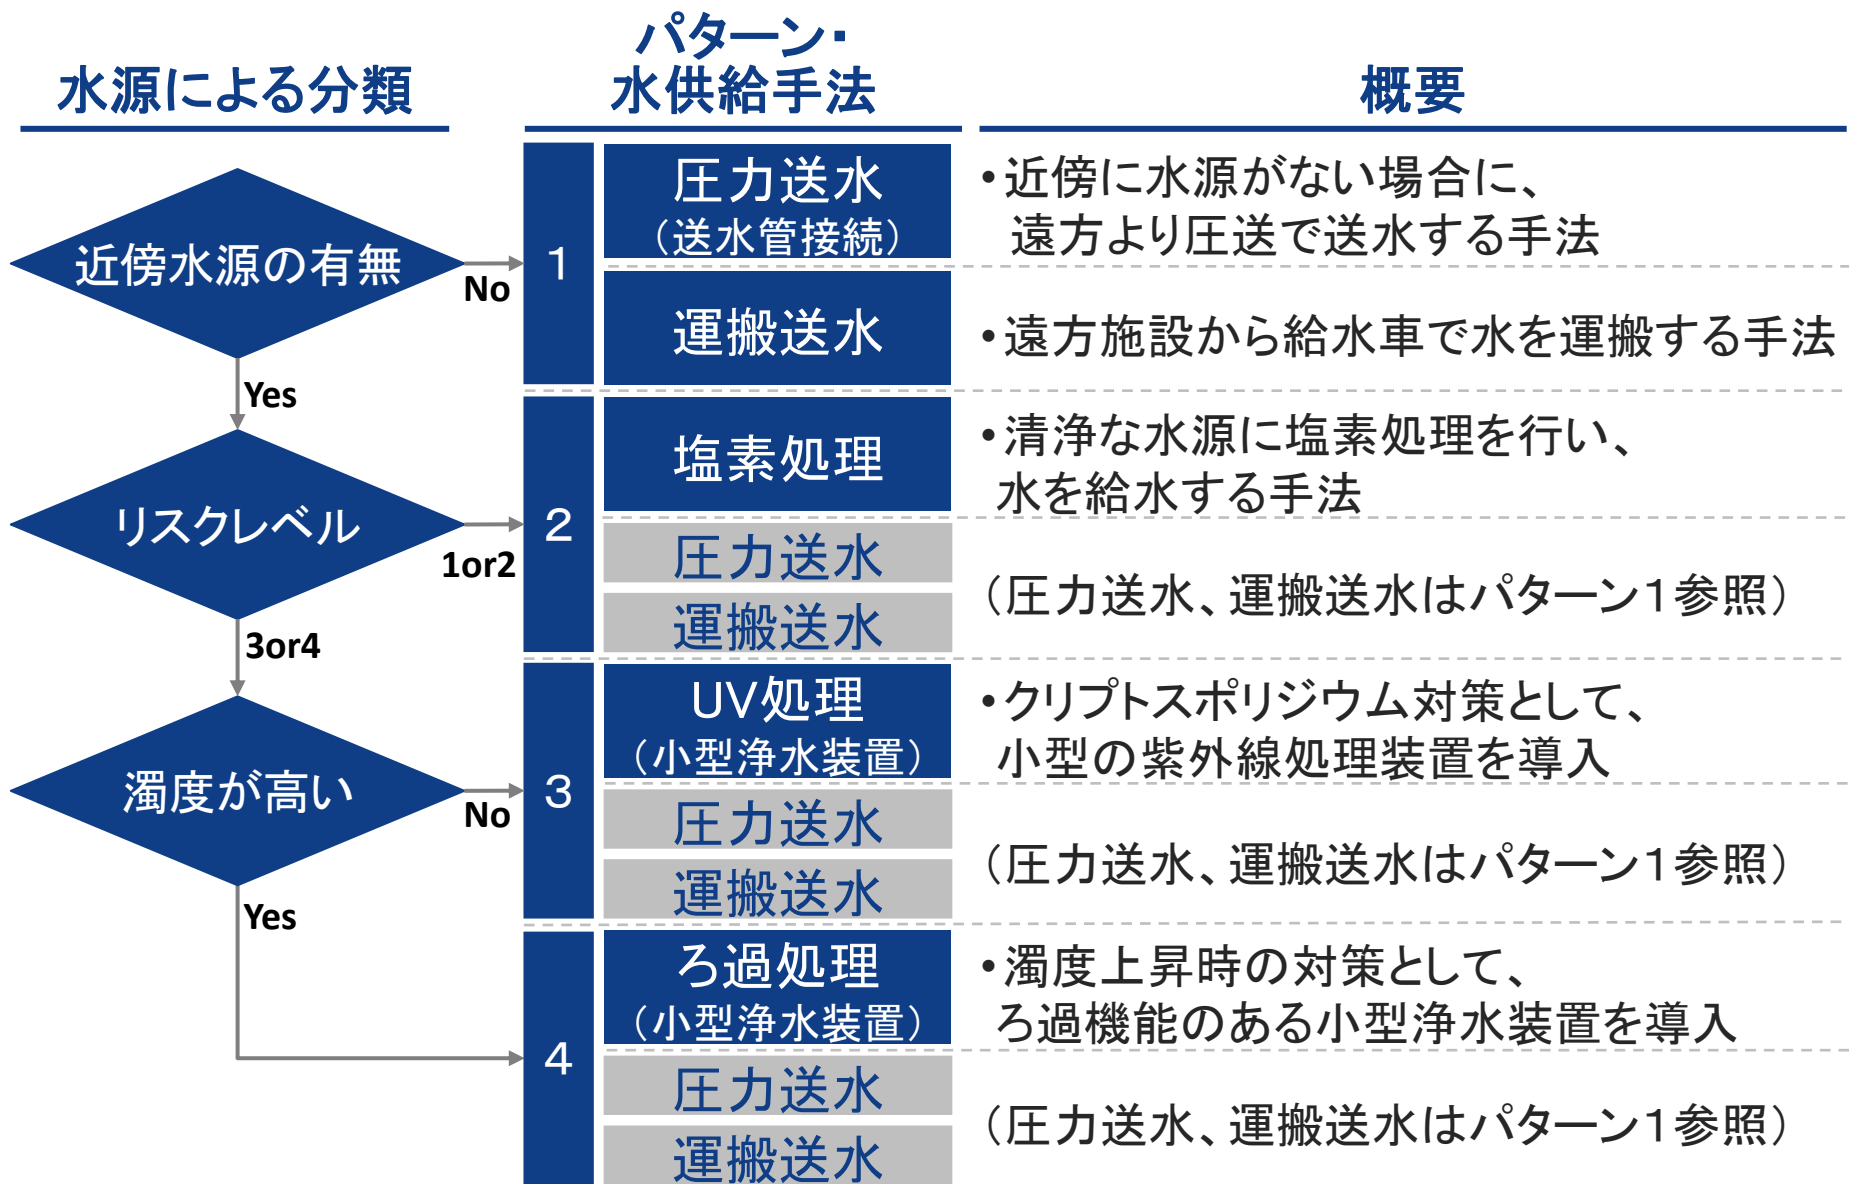 水源による分類
パターン・
水供給手法
概要
近傍水源の有無
No
Yes
リスクレベル
1or2
3or4
濁度が高い
No
Yes
1
圧力送水
（送水管接続）
・近傍に水源がない場合に、
遠方より圧送で送水する手法
運搬送水
・遠方施設から給水車で水を運搬する手法
2
塩素処理
・清浄な水源に塩素処理を行い、
水を給水する手法
圧力送水
運搬送水
（圧力送水、運搬送水はパターン1参照）
3
UV処理
（小型浄水装置）
・クリプトスポリジウム対策として、
小型の紫外線処理装置を導入
圧力送水
運搬送水
（圧力送水、運搬送水はパターン1参照）
4
ろ過処理
（小型浄水装置）
・濁度上昇時の対策として、
ろ過機能のある小型浄水装置を導入
圧力送水
運搬送水
（圧力送水、運搬送水はパターン1参照）